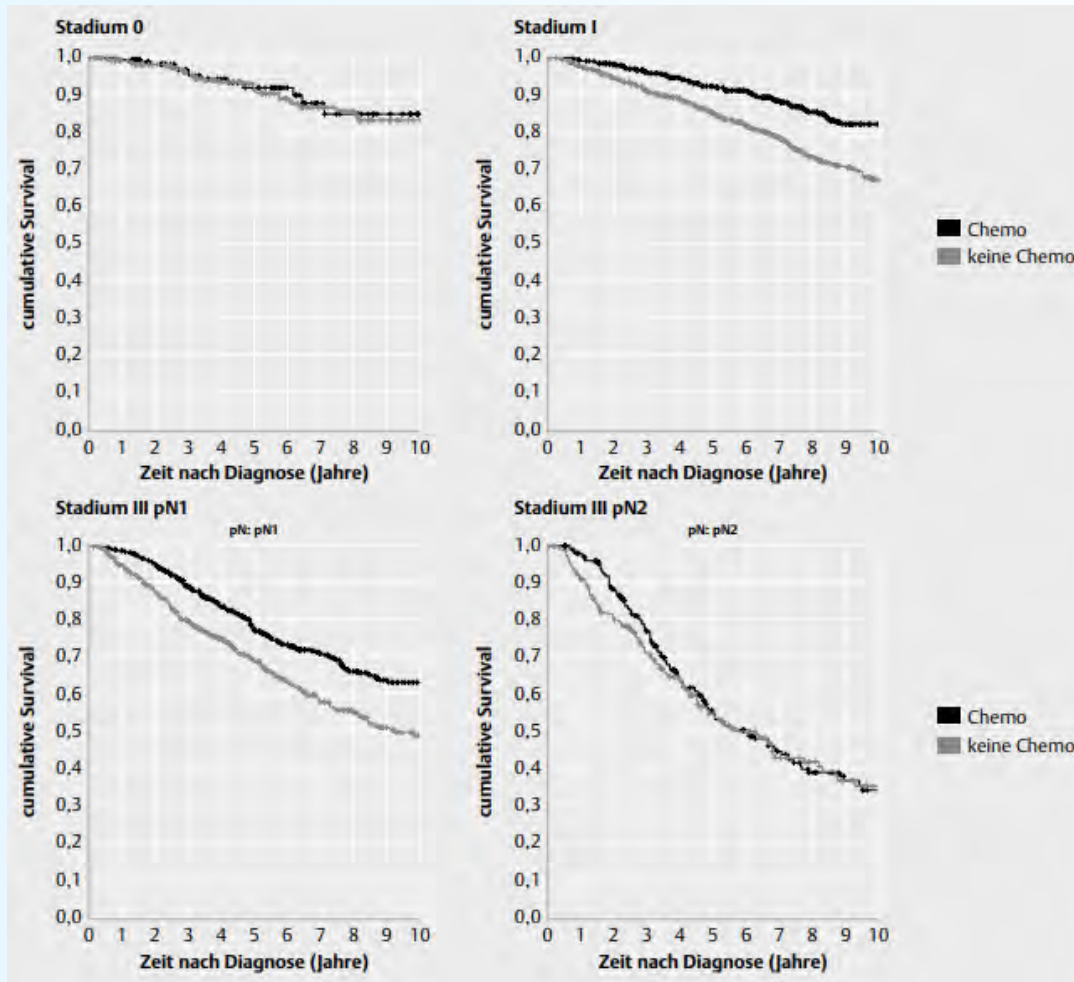 Stadium 0
cumulative Survival
1,0
0,9
0,8
0,7
0,6
0,5
0,4
0,3
0,2
0,1
0,0
0 1 2 3 4 5 6 7 8 9 10
Zeit nach Diagnose (Jahre)
Stadium I
cumulative Survival
1,0
0,9
0,8
0,7
0,6
0,5
0,4
0,3
0,2
0,1
0,0
0 1 2 3 4 5 6 7 8 9 10
Zeit nach Diagnose (Jahre)
Chemo
keine Chemo
Stadium III pN1
pN: pN1
cumulative Survival
1,0
0,9
0,8
0,7
0,6
0,5
0,4
0,3
0,2
0,1
0,0
0 1 2 3 4 5 6 7 8 9 10
Zeit nach Diagnose (Jahre)
Stadium III pN2
pN: pN2
cumulative Survival
1,0
0,9
0,8
0,7
0,6
0,5
0,4
0,3
0,2
0,1
0,0
0 1 2 3 4 5 6 7 8 9 10
Zeit nach Diagnose (Jahre)
Chemo
keine Chemo